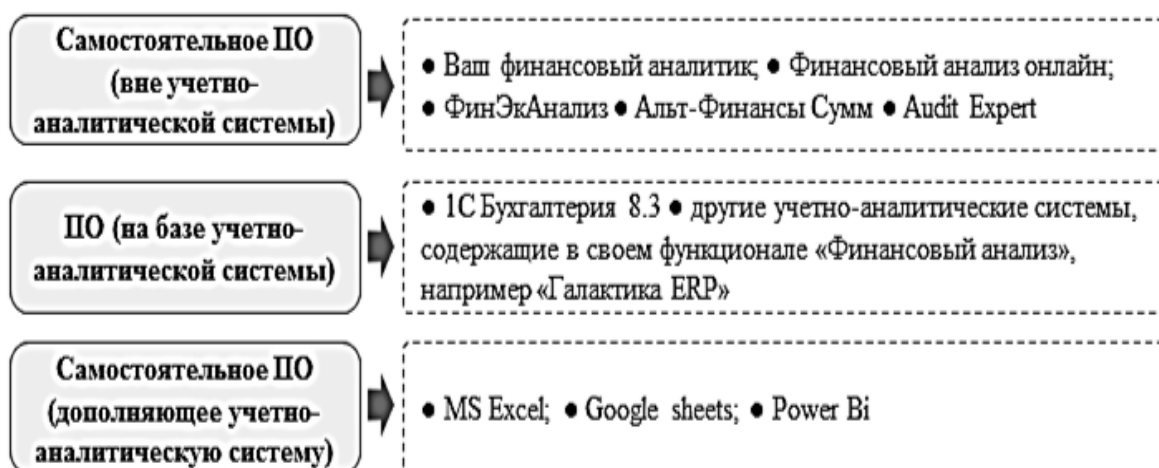 Самостоятельное ПО
(вне учетно-
аналитической системы)
● Ваш финансовый аналитик; ● Финансовый анализ онлайн;
● ФинЭкАнализ ● Альт-Финансы Сумм ● Audit Expert
ПО (на базе учетно-
аналитической системы)
● 1С Бухгалтерия 8.3 ● другие учетно-аналитические системы,
содержащие в своем функционале «Финансовый анализ»,
например «Галактика ERP»
Самостоятельное ПО
(дополняющее учетно-
аналитическую систему)
● MS Excel; ● Google sheets; ● Power Bi